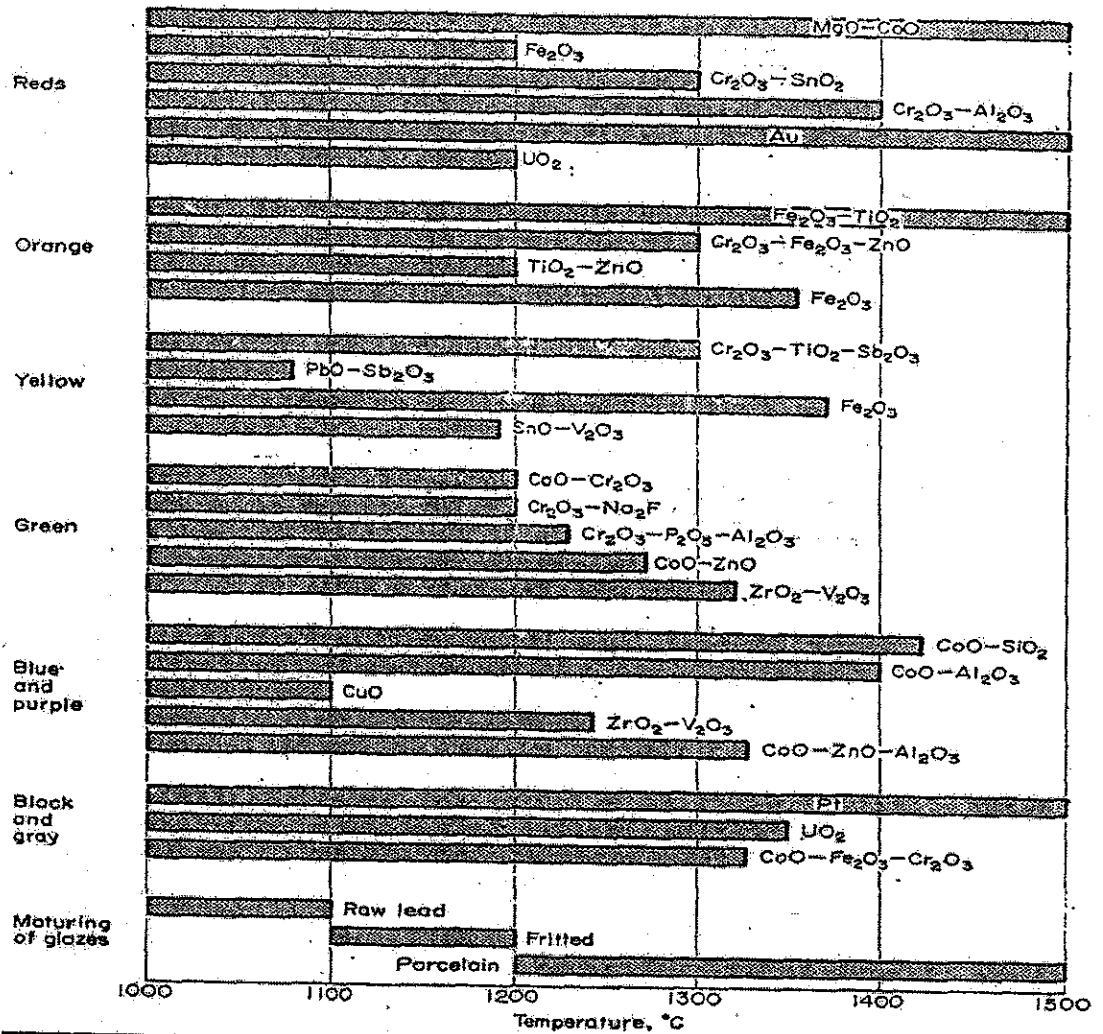 MgO—CoO
Fe₂O₃
Reds
Cr₂O₃—SnO₂
Cr₂O₃—Al₂O₃
Au
UO₂
Fe₂O₃—TiO₂
Orange
Cr₂O₃—Fe₂O₃—ZnO
TiO₂—ZnO
Fe₂O₃
Cr₂O₃—TiO₂—Sb₂O₃
Yellow
PbO—Sb₂O₃
Fe₂O₃
SnO—V₂O₃
CoO—Cr₂O₃
Cr₂O₃—Na₂F
Green
Cr₂O₃—P₂O₅—Al₂O₃
CoO—ZnO
ZrO₂—V₂O₃
Blue
and
purple
CoO—SiO₂
CoO—Al₂O₃
CuO
ZrO₂—V₂O₃
CoO—ZnO—Al₂O₃
Black
and
gray
Pt
UO₂
CoO—Fe₂O₃—Cr₂O₃
Maturing
of glazes
Raw lead
Fritted
Porcelain
1000 1100 1200 1300 1400 1500
Temperature, °C